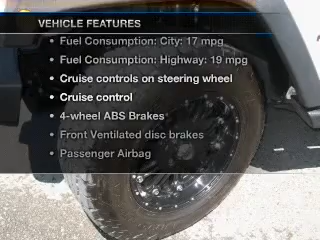 VEHICLE FEATURES
• Fuel Consumption: City: 17 mpg
• Fuel Consumption: Highway: 19 mpg
• Cruise controls on steering wheel
• Cruise control
• 4-wheel ABS Brakes
• Front Ventilated disc brakes
• Passenger Airbag